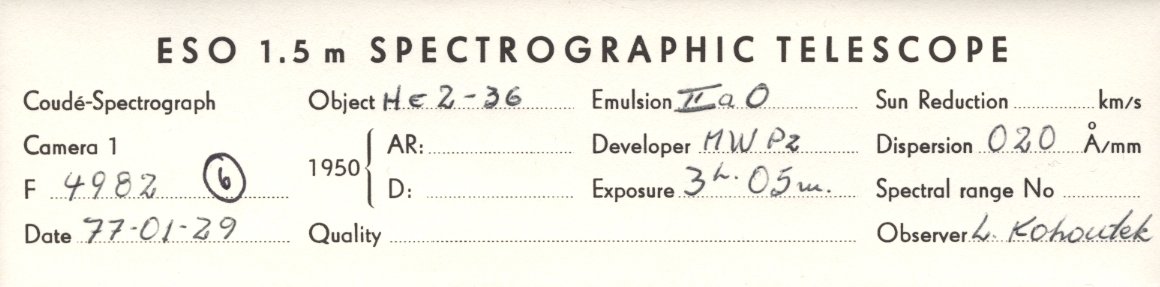 ESO 1.5 m SPECTROGRAPHIC TELESCOPE
Coudé-Spectrograph Object HE 2-36 Emulsion IIaO Sun Reduction km/s
Camera 1 1950 AR: Developer MWP2 Dispersion 020 Å/mm
F 4982 6 D: Exposure 3h. 05m. Spectral range No
Date 77-01-29 Quality Observer L. Kohoutek